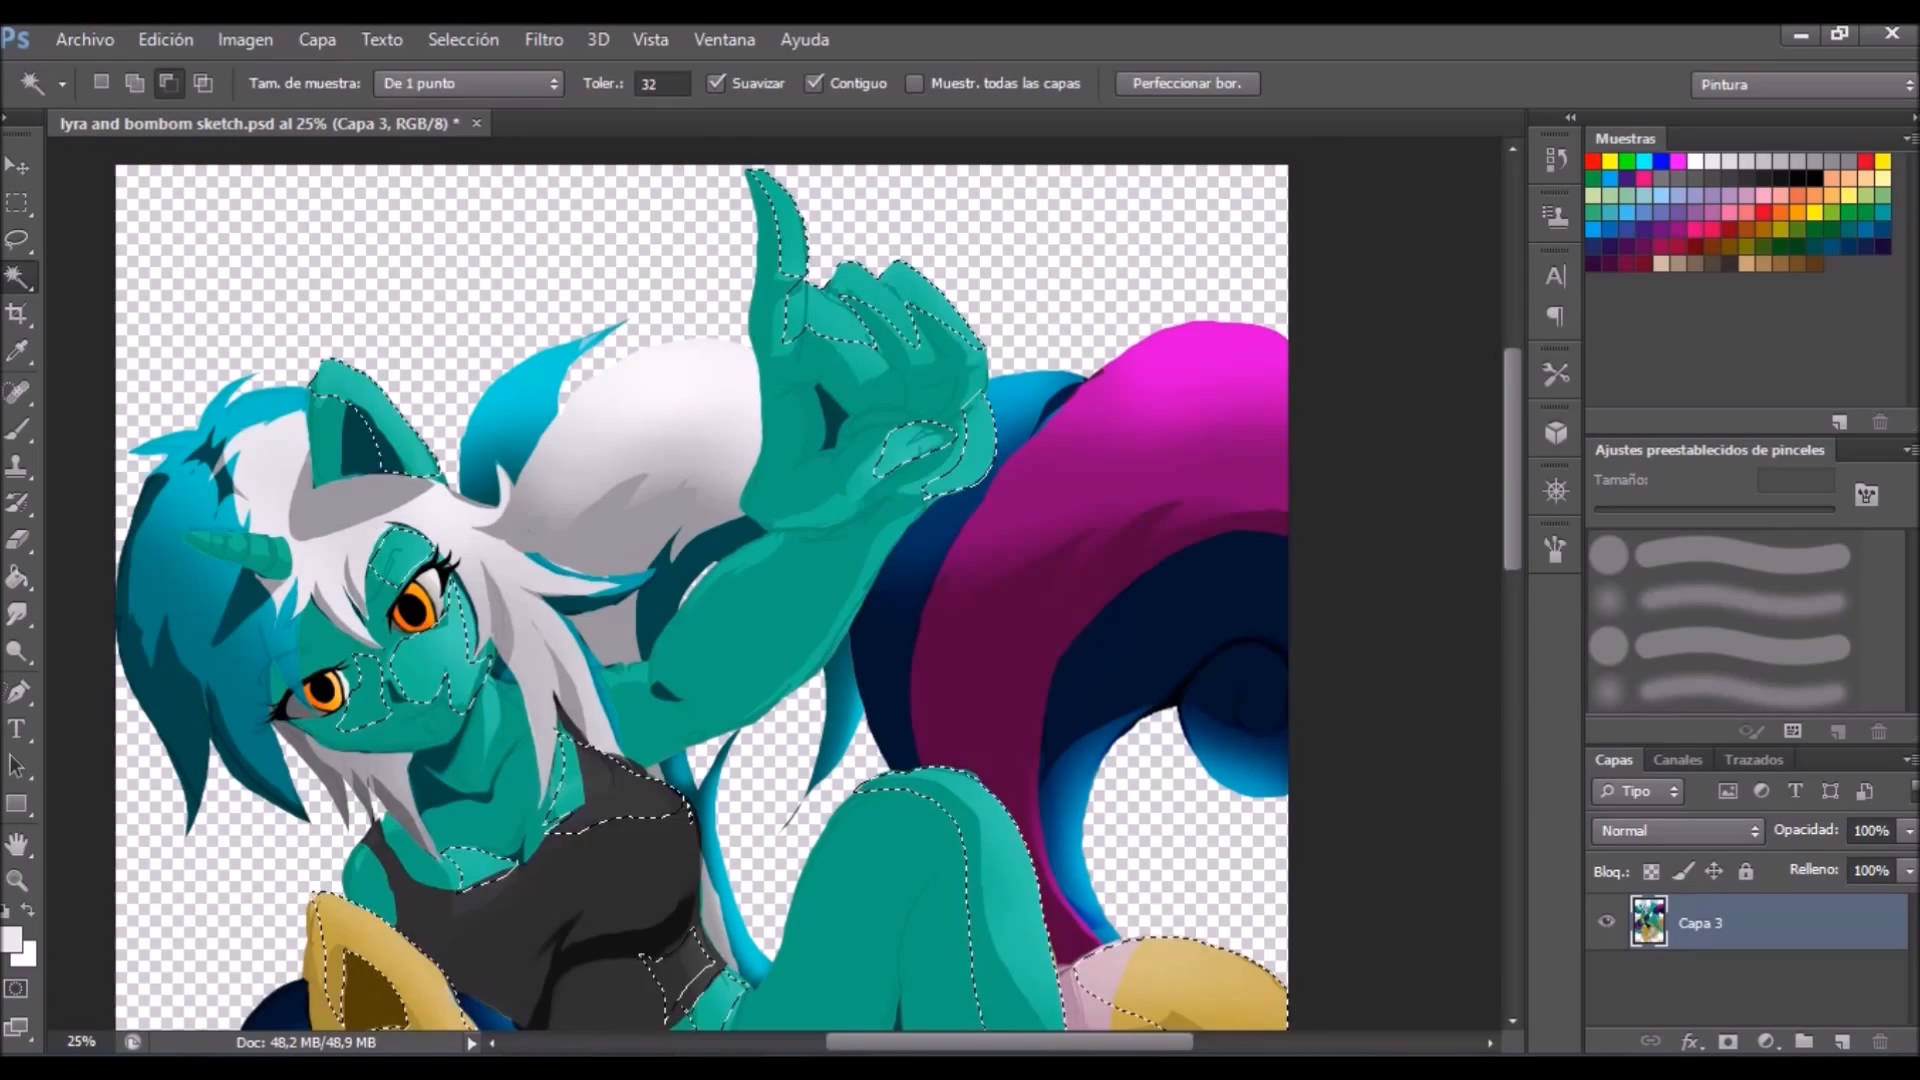 Ps Archivo Edición Imagen Capa Texto Selección Filtro 3D Vista Ventana Ayuda
Tam. de muestra: De 1 punto Toler.: 32 Suavizar Contiguo Muestr. todas las capas Perfeccionar bor. Pintura
lyra and bombom sketch.psd al 25% (Capa 3, RGB/8) * ×
Muestras
Ajustes preestablecidos de pinceles
Tamaño:
Capas Canales Trazados
Tipo
Normal Opacidad: 100%
Bloq.: Relleno: 100%
Capa 3
25% Doc: 48,2 MB/48,9 MB